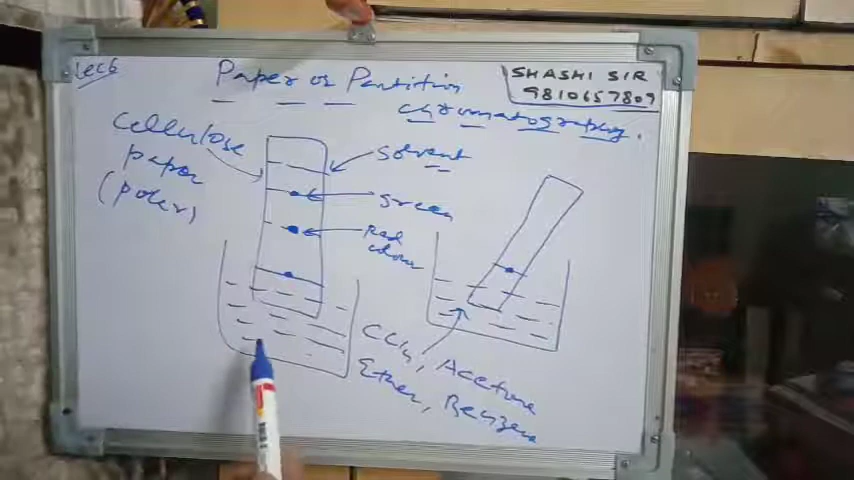 Lec6
Paper or Partition
chromatography.
SHASHI SIR
9810657809
Cellulose
paper
(polar)
Solvent
green
Red
colour
CCl4, Acetone
Ether, Benzene